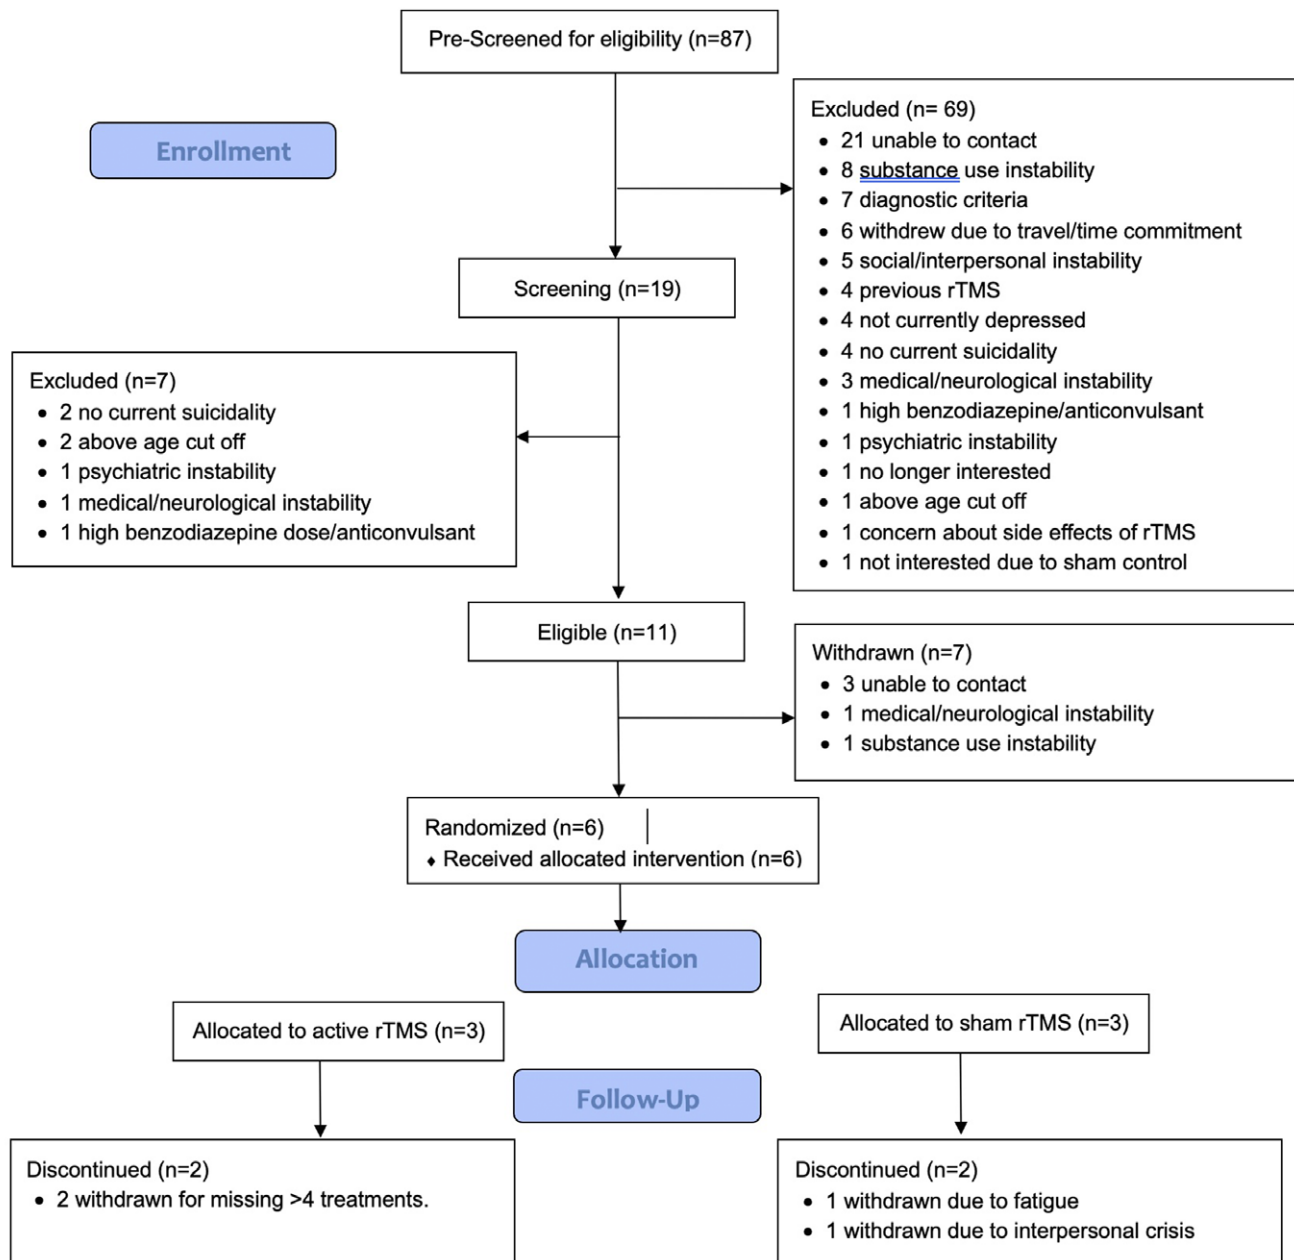 Pre-Screened for eligibility (n=87)
Enrollment
Excluded (n= 69)
• 21 unable to contact
• 8 substance use instability
• 7 diagnostic criteria
• 6 withdrew due to travel/time commitment
• 5 social/interpersonal instability
• 4 previous rTMS
• 4 not currently depressed
• 4 no current suicidality
• 3 medical/neurological instability
• 1 high benzodiazepine/anticonvulsant
• 1 psychiatric instability
• 1 no longer interested
• 1 above age cut off
• 1 concern about side effects of rTMS
• 1 not interested due to sham control
Screening (n=19)
Excluded (n=7)
• 2 no current suicidality
• 2 above age cut off
• 1 psychiatric instability
• 1 medical/neurological instability
• 1 high benzodiazepine dose/anticonvulsant
Eligible (n=11)
Withdrawn (n=7)
• 3 unable to contact
• 1 medical/neurological instability
• 1 substance use instability
Randomized (n=6)
♦ Received allocated intervention (n=6)
Allocation
Allocated to active rTMS (n=3)
Allocated to sham rTMS (n=3)
Follow-Up
Discontinued (n=2)
• 2 withdrawn for missing >4 treatments.
Discontinued (n=2)
• 1 withdrawn due to fatigue
• 1 withdrawn due to interpersonal crisis